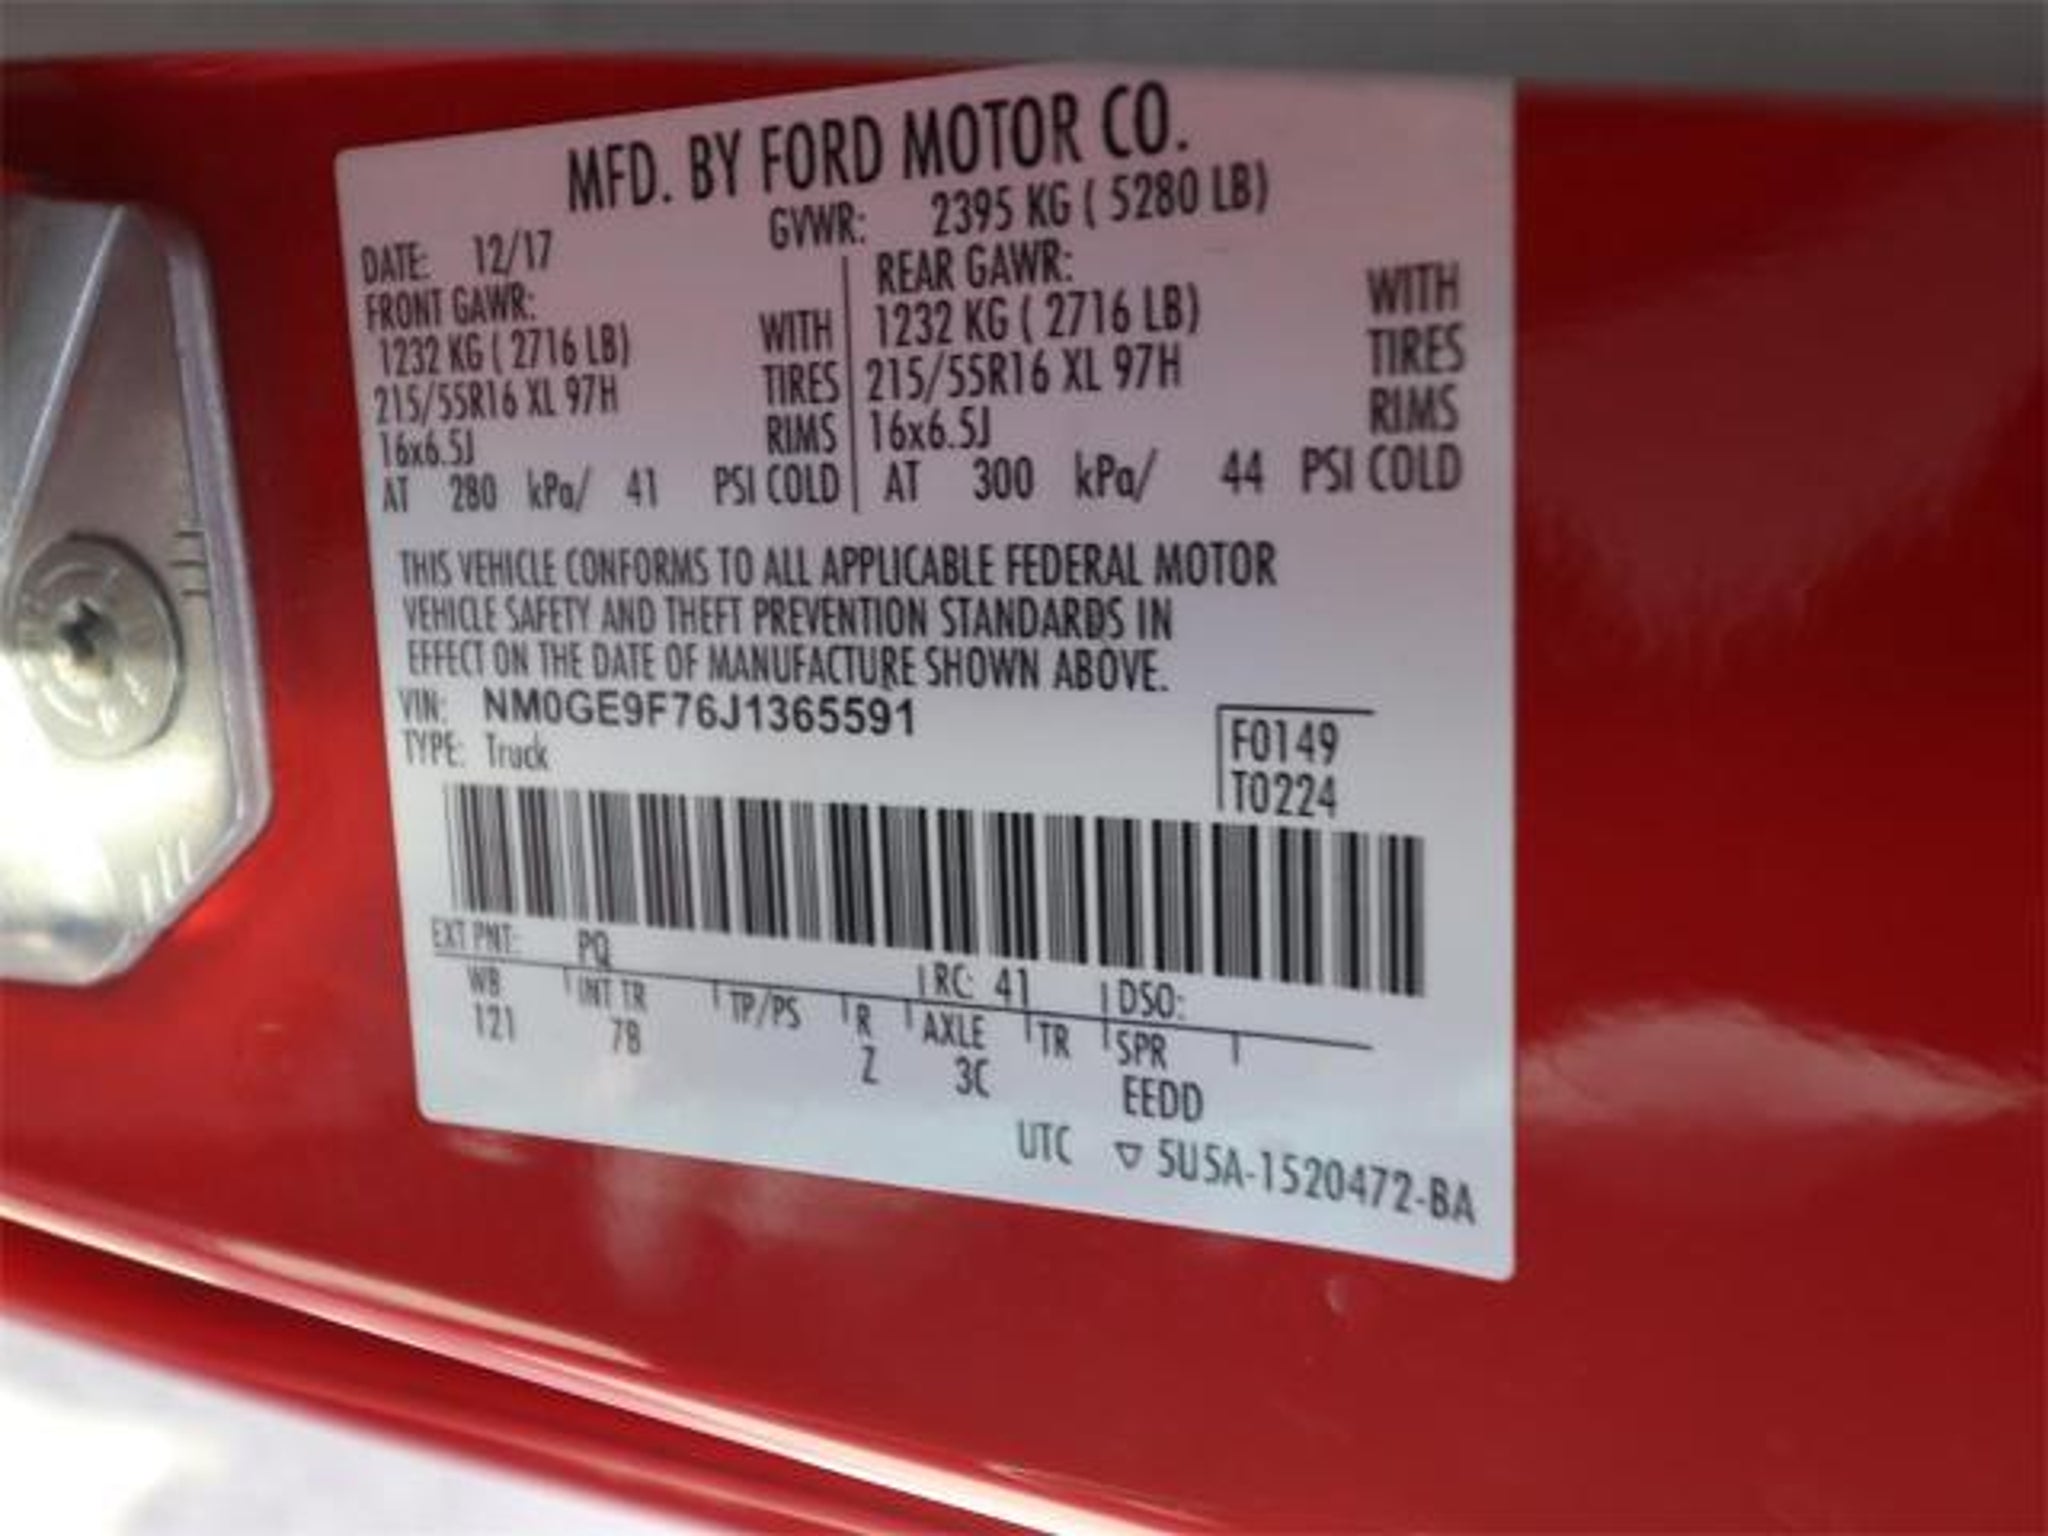 MFD. BY FORD MOTOR CO.
DATE: 12/17 GVWR: 2395 KG ( 5280 LB)
FRONT GAWR: REAR GAWR:
1232 KG ( 2716 LB) WITH 1232 KG ( 2716 LB) WITH
215/55R16 XL 97H TIRES 215/55R16 XL 97H TIRES
16x6.5J RIMS 16x6.5J RIMS
AT 280 kPa/ 41 PSI COLD AT 300 kPa/ 44 PSI COLD
THIS VEHICLE CONFORMS TO ALL APPLICABLE FEDERAL MOTOR
VEHICLE SAFETY AND THEFT PREVENTION STANDARDS IN
EFFECT ON THE DATE OF MANUFACTURE SHOWN ABOVE.
VIN: NM0GE9F76J1365591 F0149
TYPE: Truck T0224
EXT PNT: PQ RC: 41 DSO:
WB INT TR TP/PS R AXLE TR SPR
121 7B Z 3C EEDD
UTC ▽ 5U5A-1520472-BA